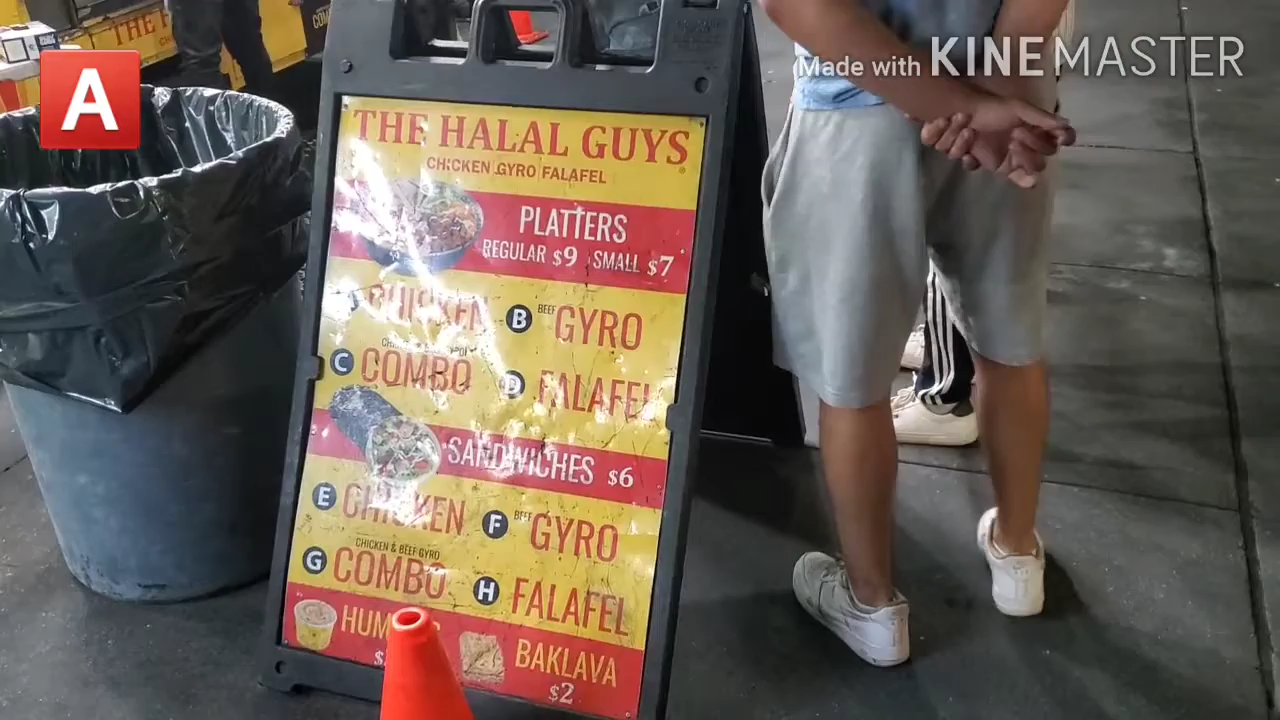 Made with KINEMASTER
A
THE HALAL GUYS
CHICKEN GYRO FALAFEL
PLATTERS
REGULAR $9 SMALL $7
CHICKEN B BEEF GYRO
C COMBO D FALAFEL
SANDWICHES $6
E CHICKEN F BEEF GYRO
CHICKEN & BEEF GYRO
G COMBO H FALAFEL
BAKLAVA
$2